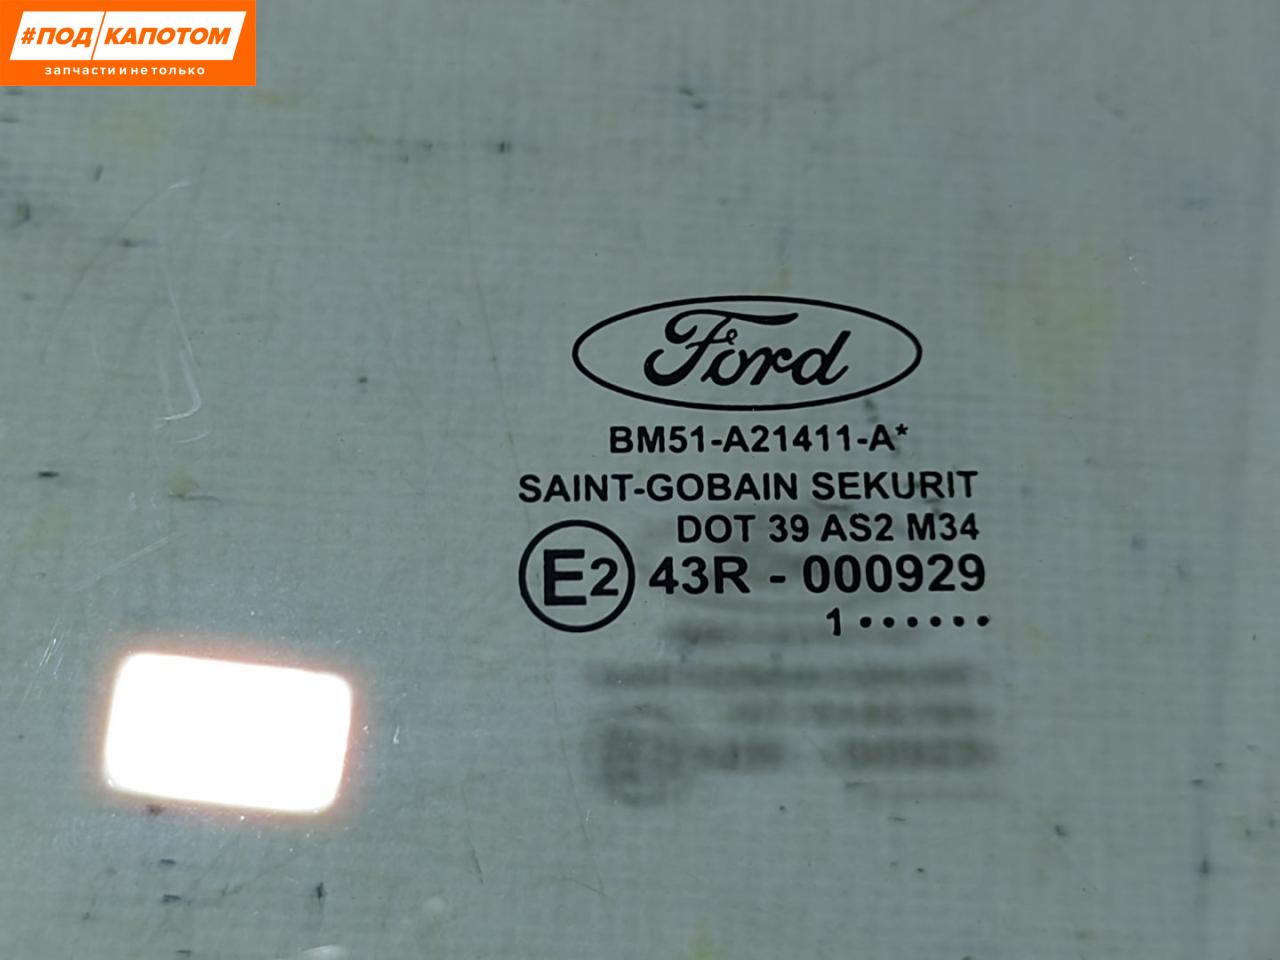 #ПОД/КАПОТОМ
запчасти и не только
Ford
BM51-A21411-A*
SAINT-GOBAIN SEKURIT
DOT 39 AS2 M34
E2 43R - 000929
1 • • • • • •